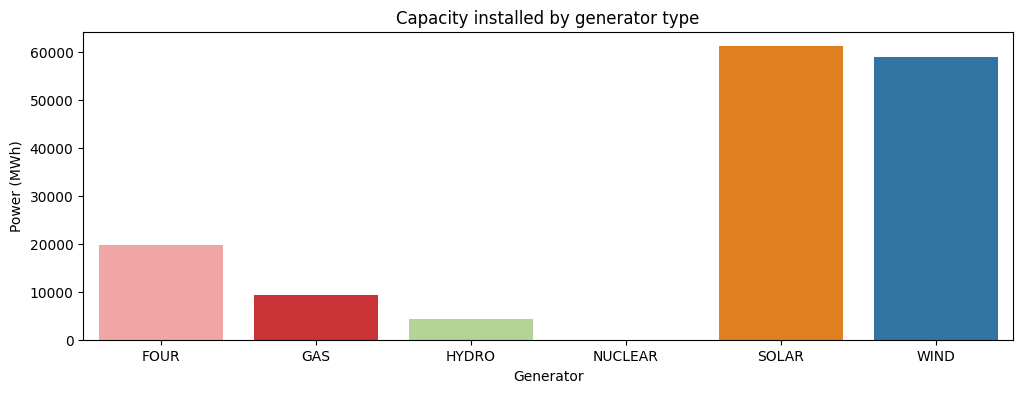 Capacity installed by generator type
Power (MWh)
60000
50000
40000
30000
20000
10000
0
FOUR GAS HYDRO NUCLEAR SOLAR WIND
Generator